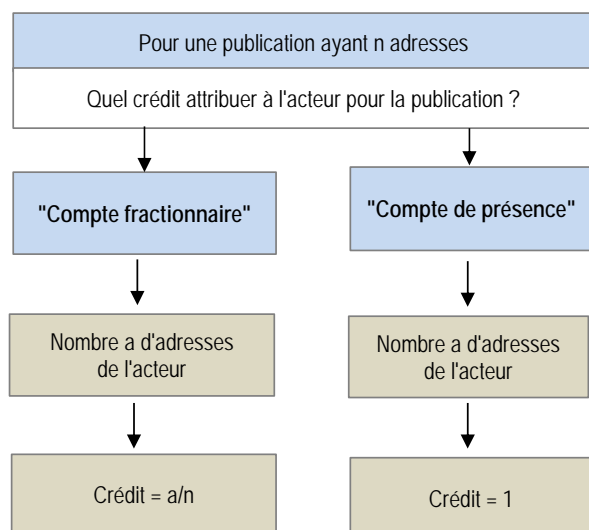 Pour une publication ayant n adresses
Quel crédit attribuer à l'acteur pour la publication ?
"Compte fractionnaire"
"Compte de présence"
Nombre a d'adresses
de l'acteur
Nombre a d'adresses
de l'acteur
Crédit = a/n
Crédit = 1